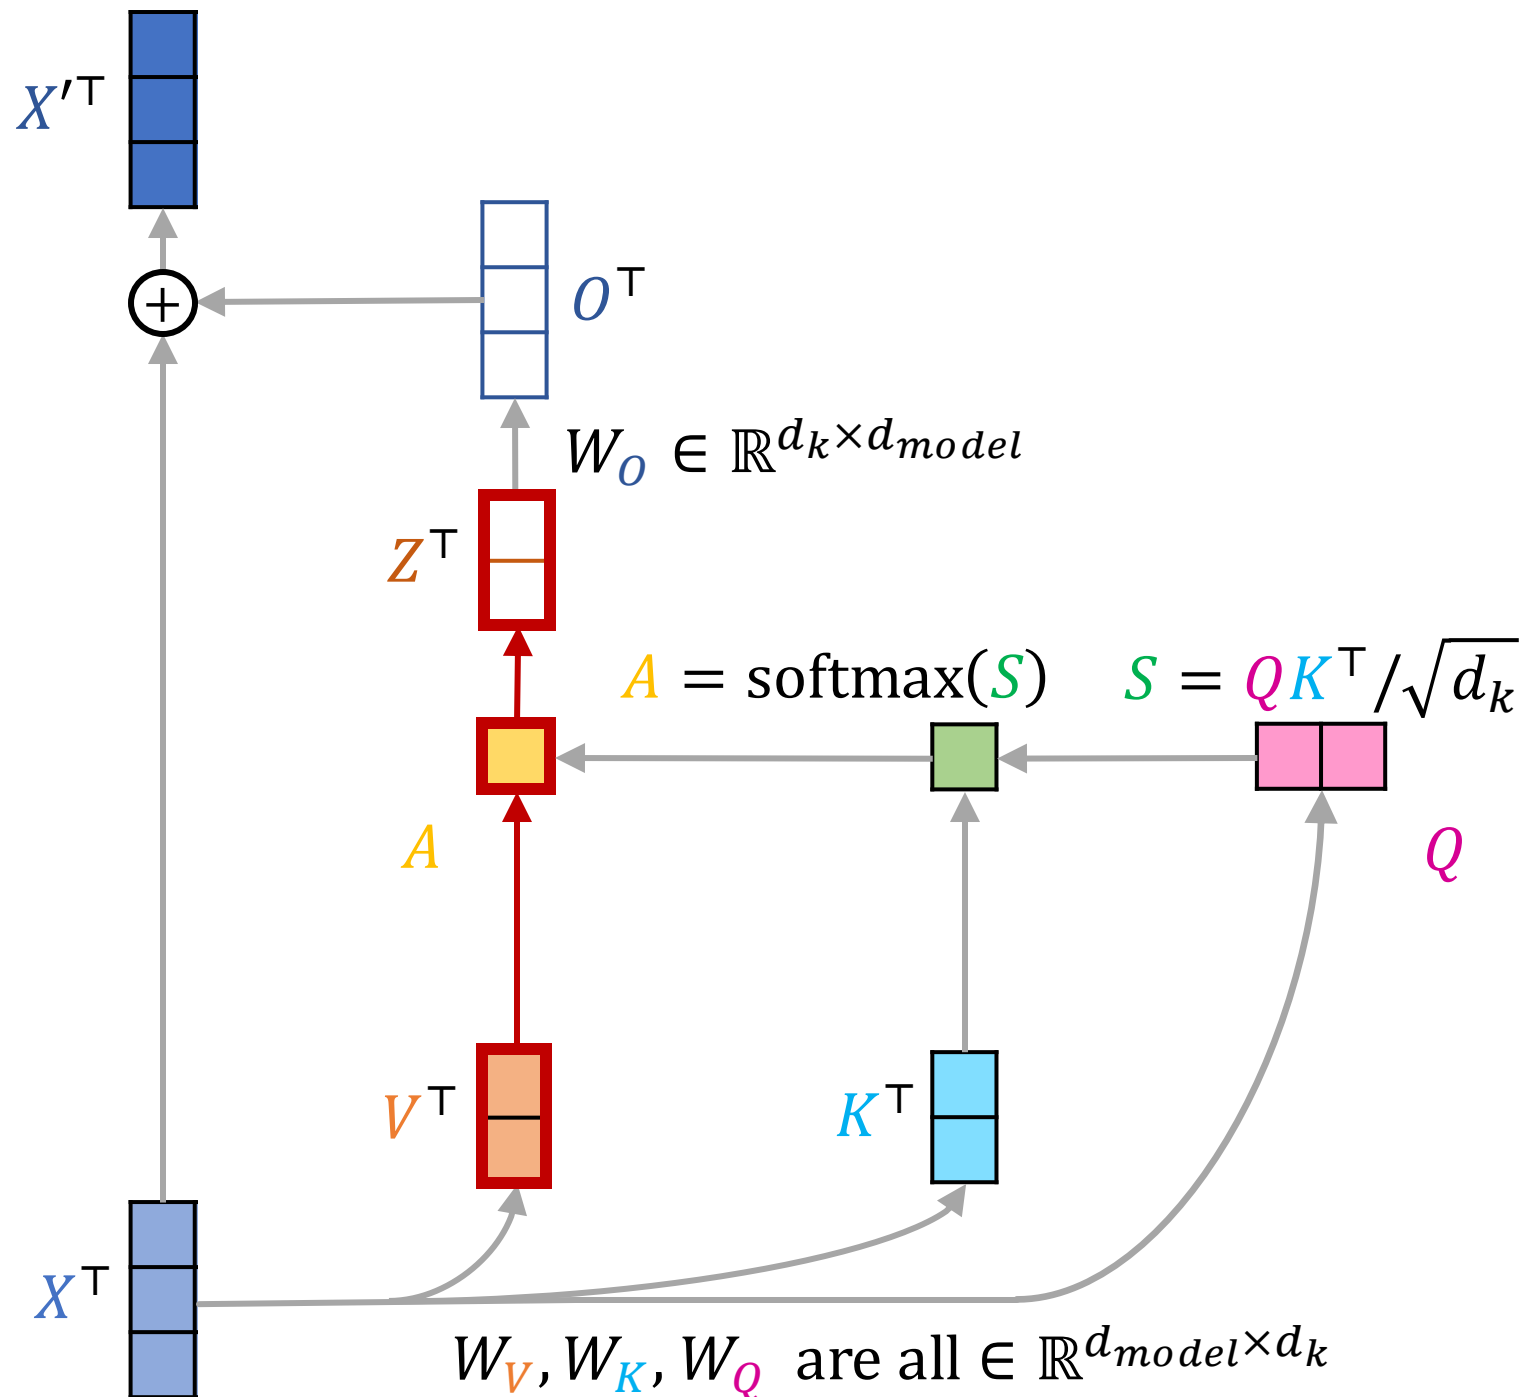 X′⊤
+
O⊤
W_O ∈ ℝ^{d_k×d_model}
Z⊤
A = softmax(S)
S = QK⊤/√d_k
A
Q
V⊤
K⊤
X⊤
W_V, W_K, W_Q are all ∈ ℝ^{d_model×d_k}